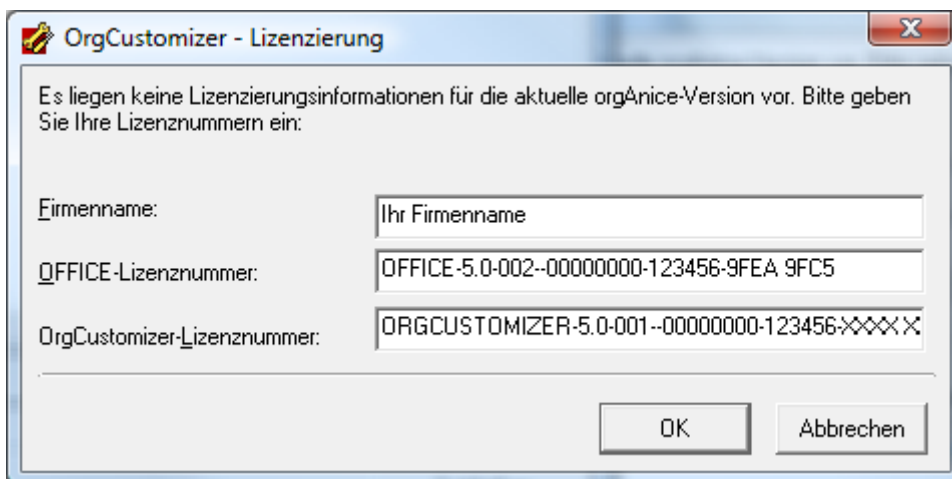 OrgCustomizer - Lizenzierung
Es liegen keine Lizenzierungsinformationen für die aktuelle orgAnice-Version vor. Bitte geben
Sie Ihre Lizenznummern ein:
Firmenname:
Ihr Firmenname
OFFICE-Lizenznummer:
OFFICE-5.0-002--00000000-123456-9FEA 9FC5
OrgCustomizer-Lizenznummer:
ORGCUSTOMIZER-5.0-001--00000000-123456-XXXX X
OK
Abbrechen